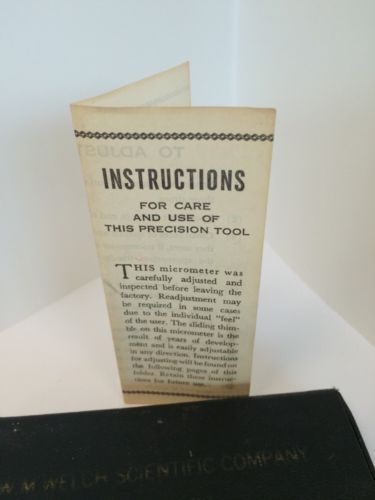 INSTRUCTIONS
FOR CARE
AND USE OF
THIS PRECISION TOOL
THIS micrometer was
carefully adjusted and
inspected before leaving the
factory. Readjustment may
be required in some cases
due to the individual "feel"
of the user. The sliding thim-
ble on this micrometer is the
result of years of develop-
ment and is easily adjustable
in any direction. Instructions
for adjusting will be found on
the following pages of this
folder. Retain these instruc-
tions for future use.
TO ADJUST
W. M. WELCH SCIENTIFIC COMPANY